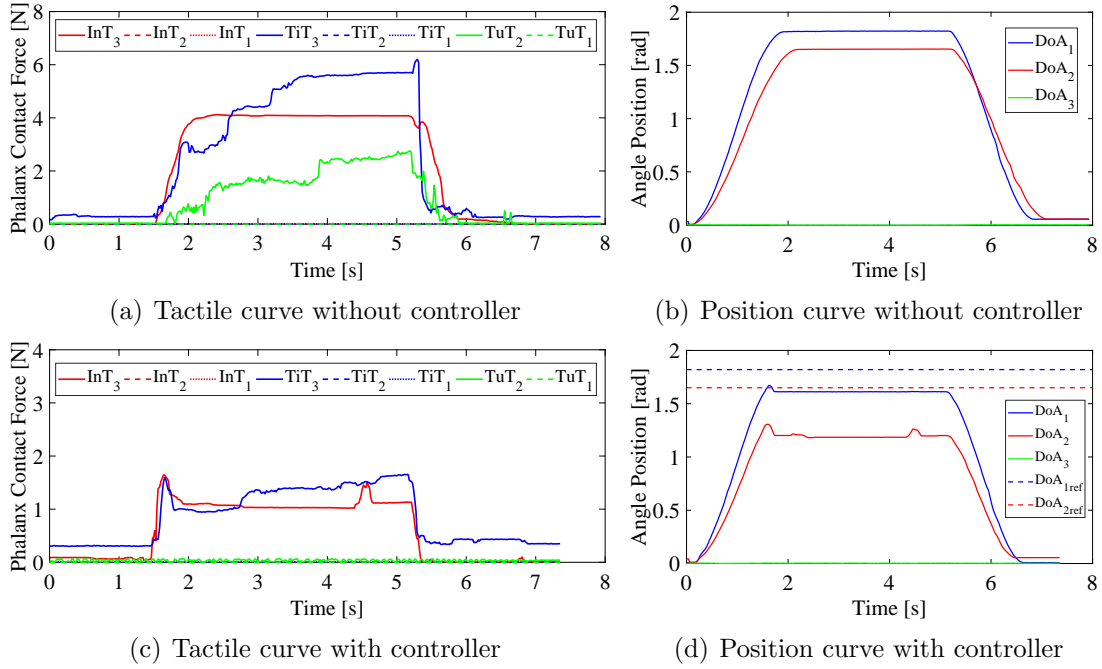 Phalanx Contact Force [N]
8
6
4
2
0
InT3 InT2 InT1 TiT3 TiT2 TiT1 TuT2 TuT1
0 1 2 3 4 5 6 7 8
Time [s]
(a) Tactile curve without controller
Angle Position [rad]
2
1.5
1
0.5
0
DoA1
DoA2
DoA3
0 2 4 6 8
Time [s]
(b) Position curve without controller
Phalanx Contact Force [N]
4
3
2
1
0
InT3 InT2 InT1 TiT3 TiT2 TiT1 TuT2 TuT1
0 1 2 3 4 5 6 7 8
Time [s]
(c) Tactile curve with controller
Angle Position [rad]
2
1.5
1
0.5
0
DoA1
DoA2
DoA3
DoA1ref
DoA2ref
0 2 4 6 8
Time [s]
(d) Position curve with controller